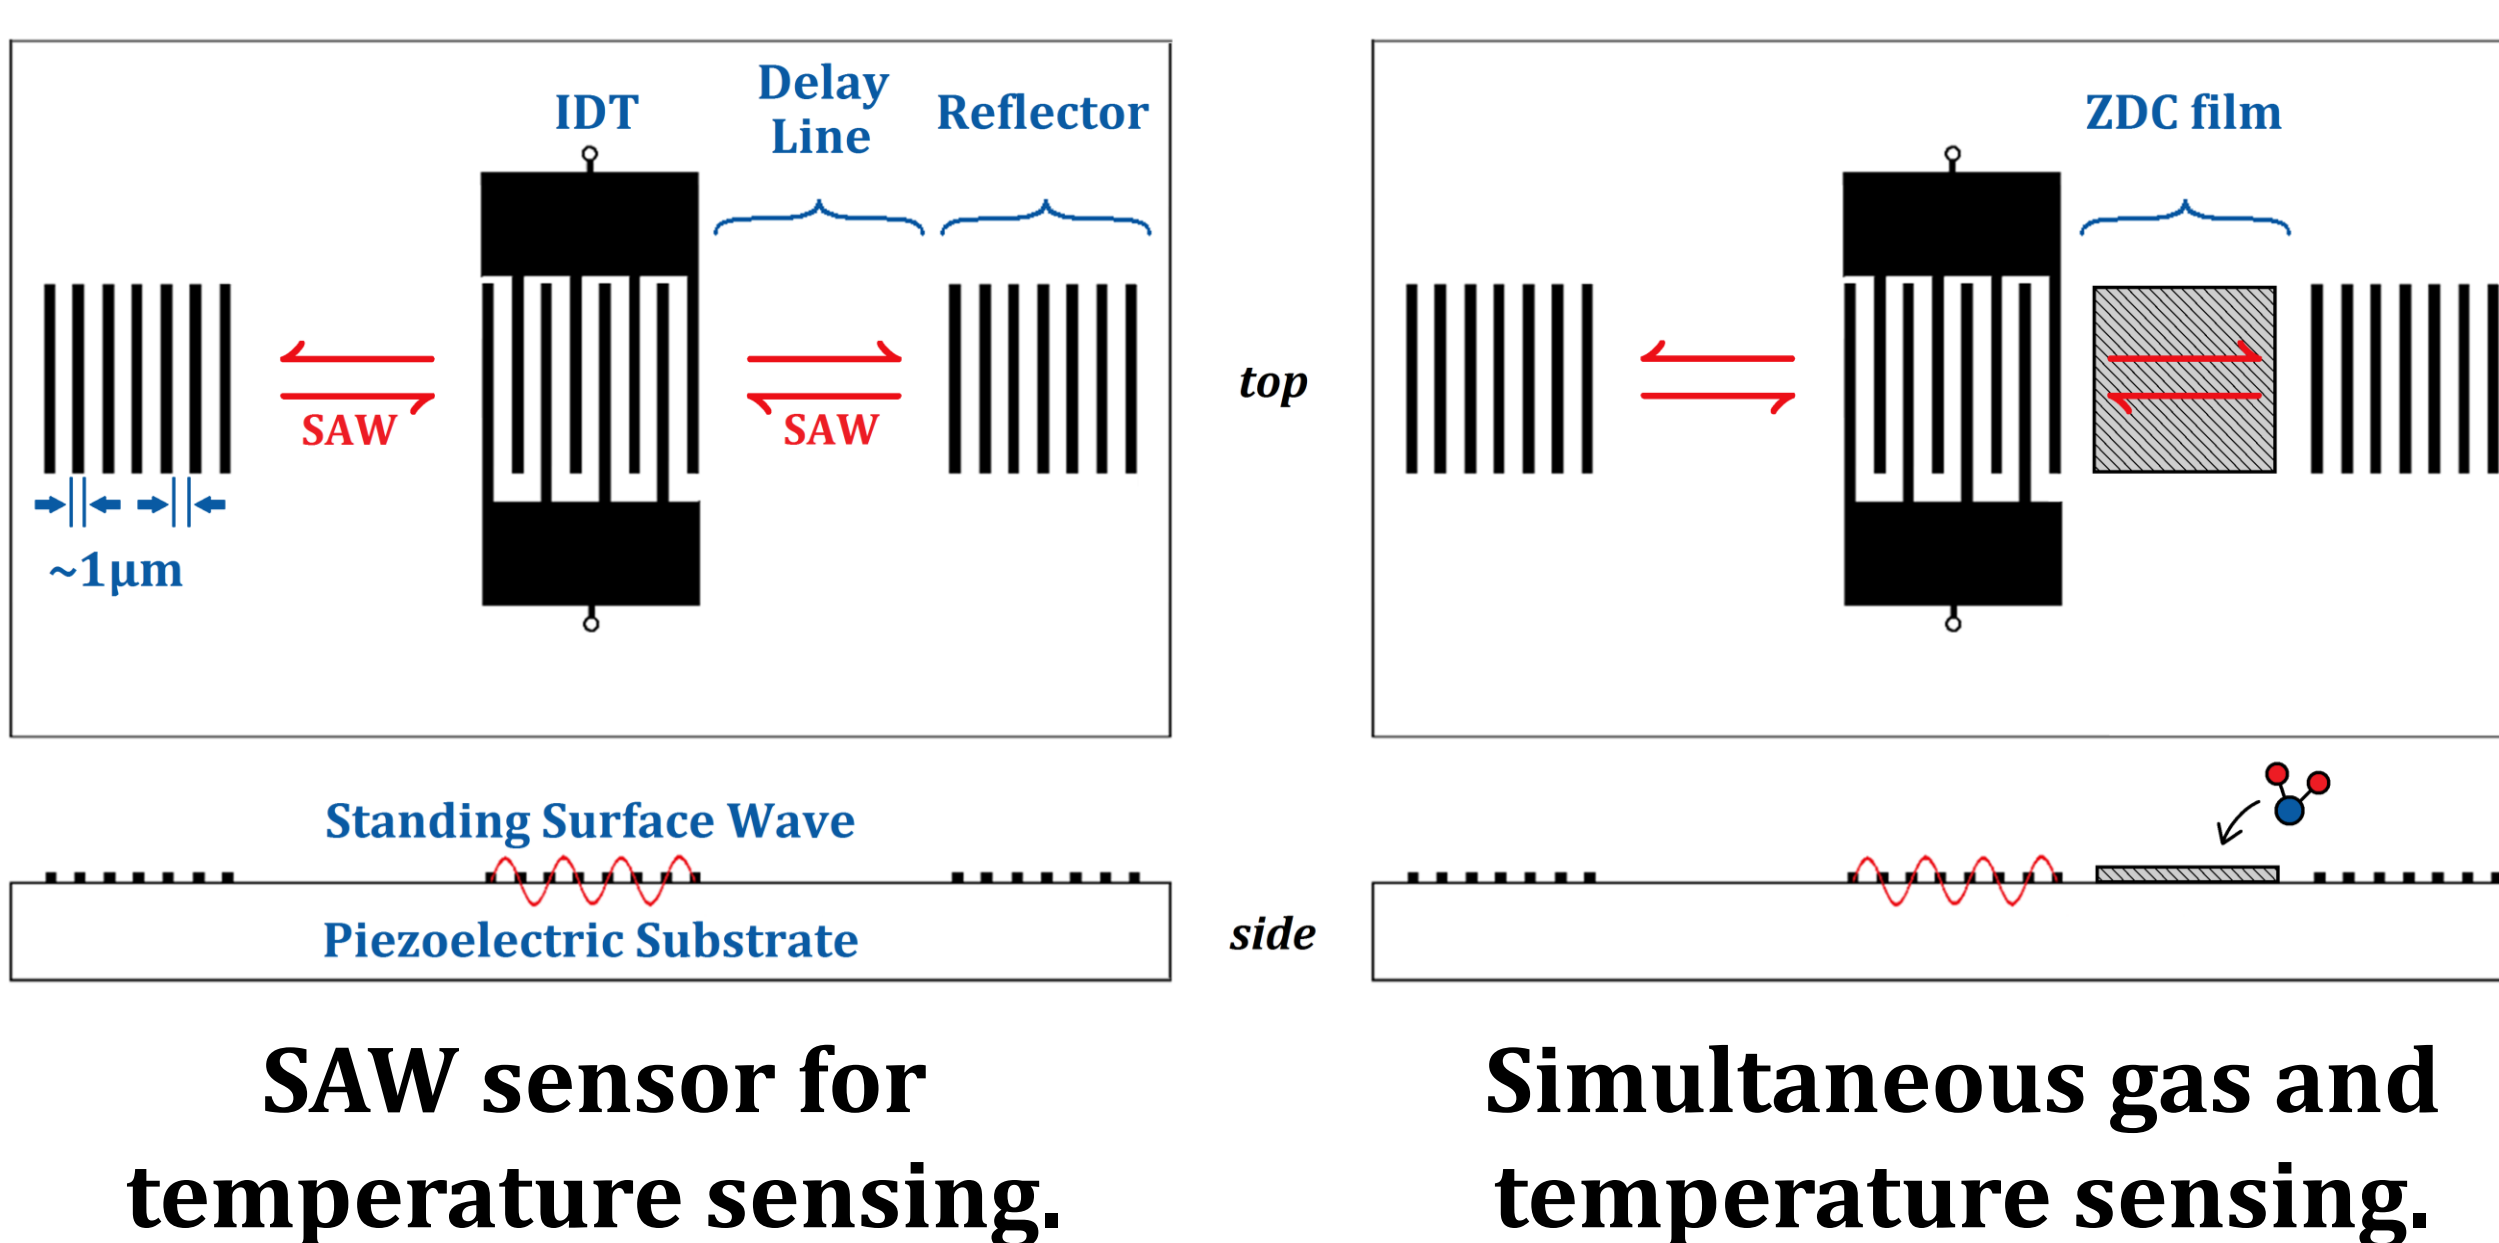 IDT
Delay
Line
Reflector
SAW
SAW
~1μm
top
ZDC film
Standing Surface Wave
Piezoelectric Substrate
side
SAW sensor for
temperature sensing.
Simultaneous gas and
temperature sensing.